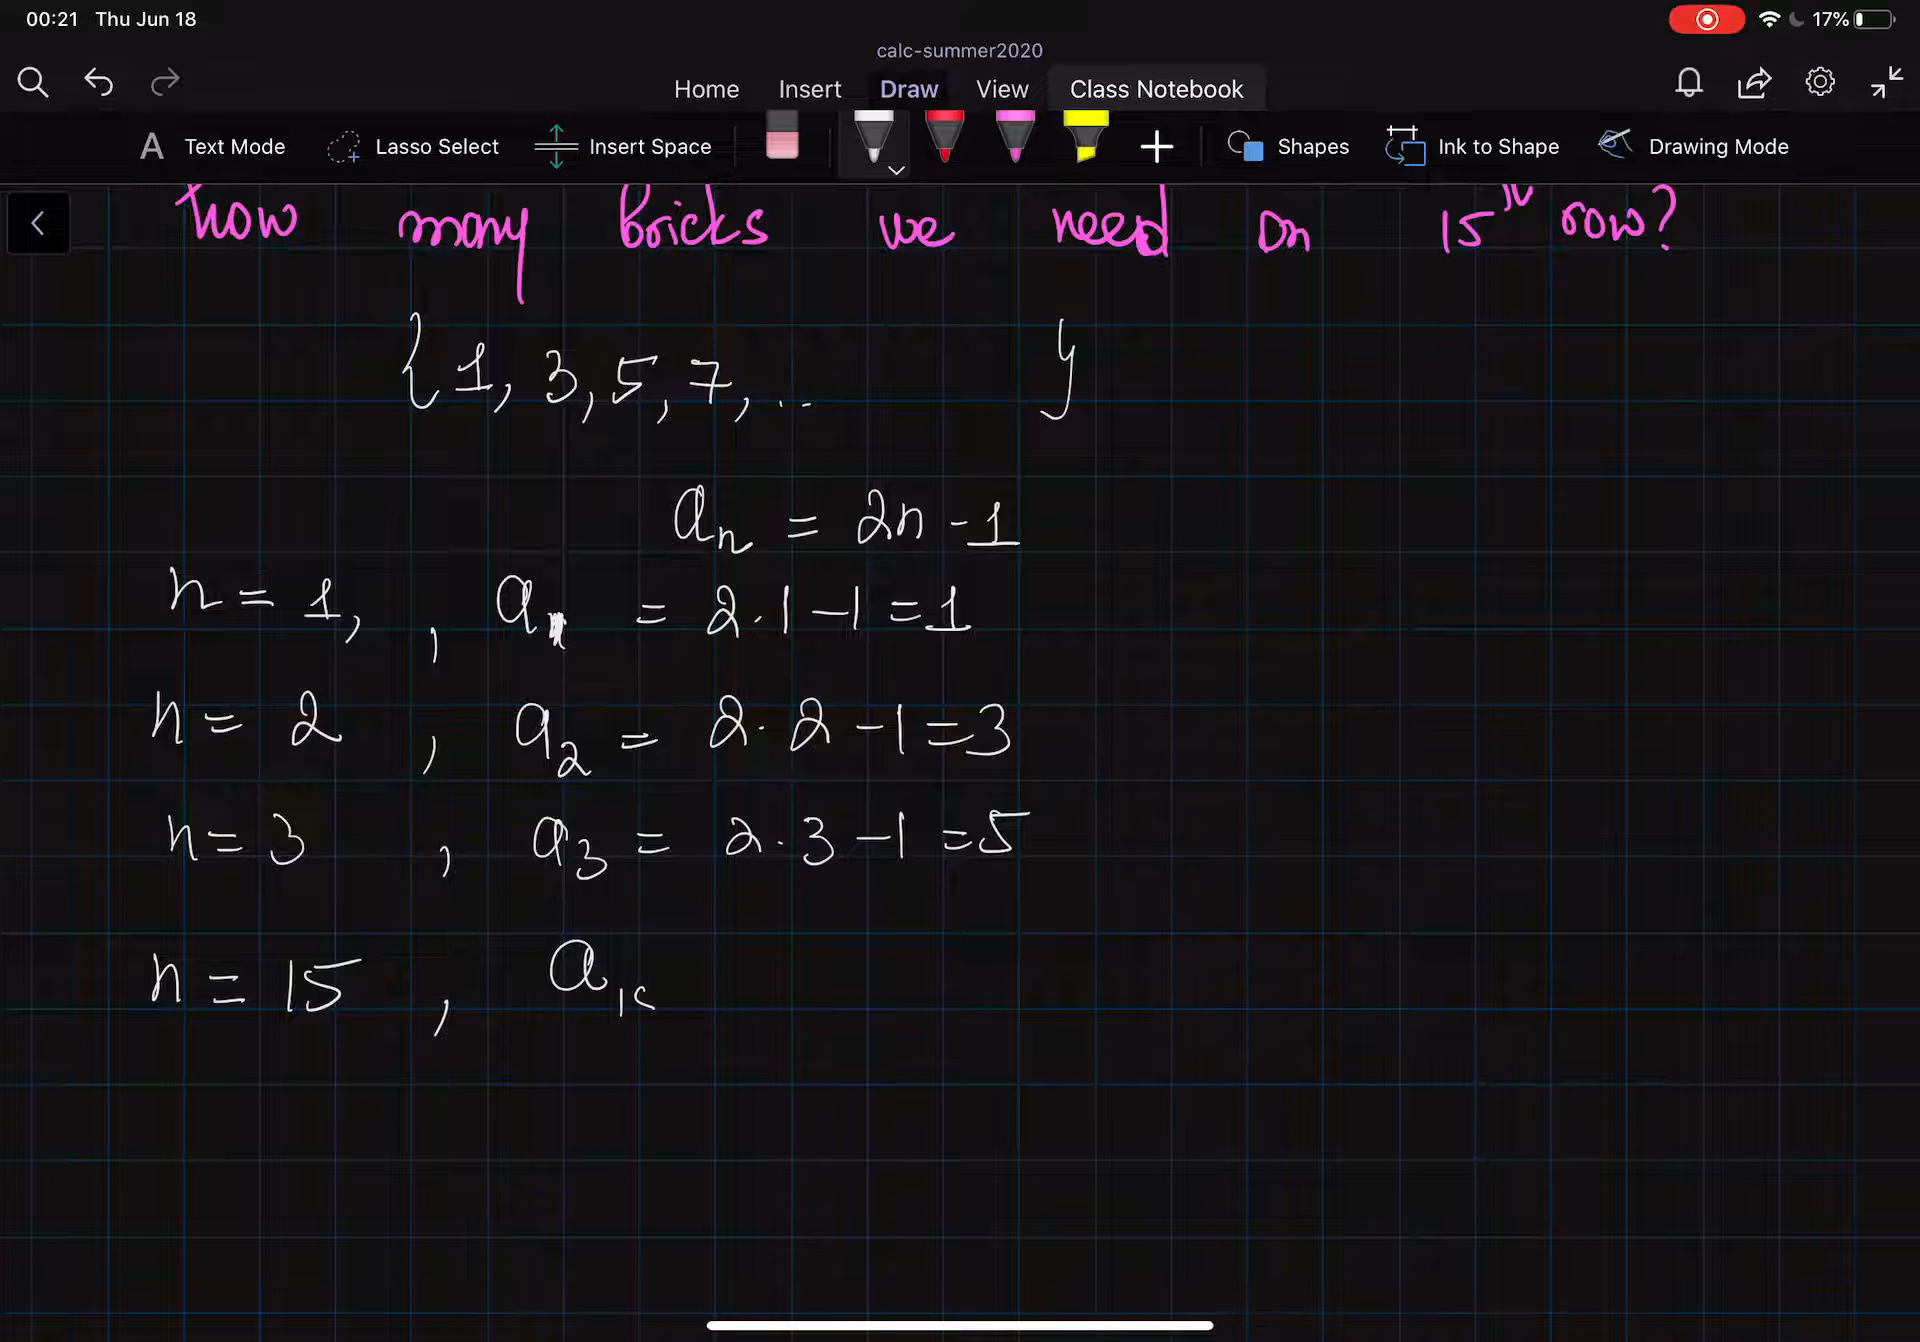 00:21 Thu Jun 18 17%
calc-summer2020
Home Insert Draw View Class Notebook
A Text Mode Lasso Select Insert Space Shapes Ink to Shape Drawing Mode
how many bricks we need on 15th row?
{1, 3, 5, 7, ... }
aₙ = 2n - 1
n = 1, , a₁ = 2·1 - 1 = 1
n = 2 , a₂ = 2·2 - 1 = 3
n = 3 , a₃ = 2·3 - 1 = 5
n = 15 , a₁